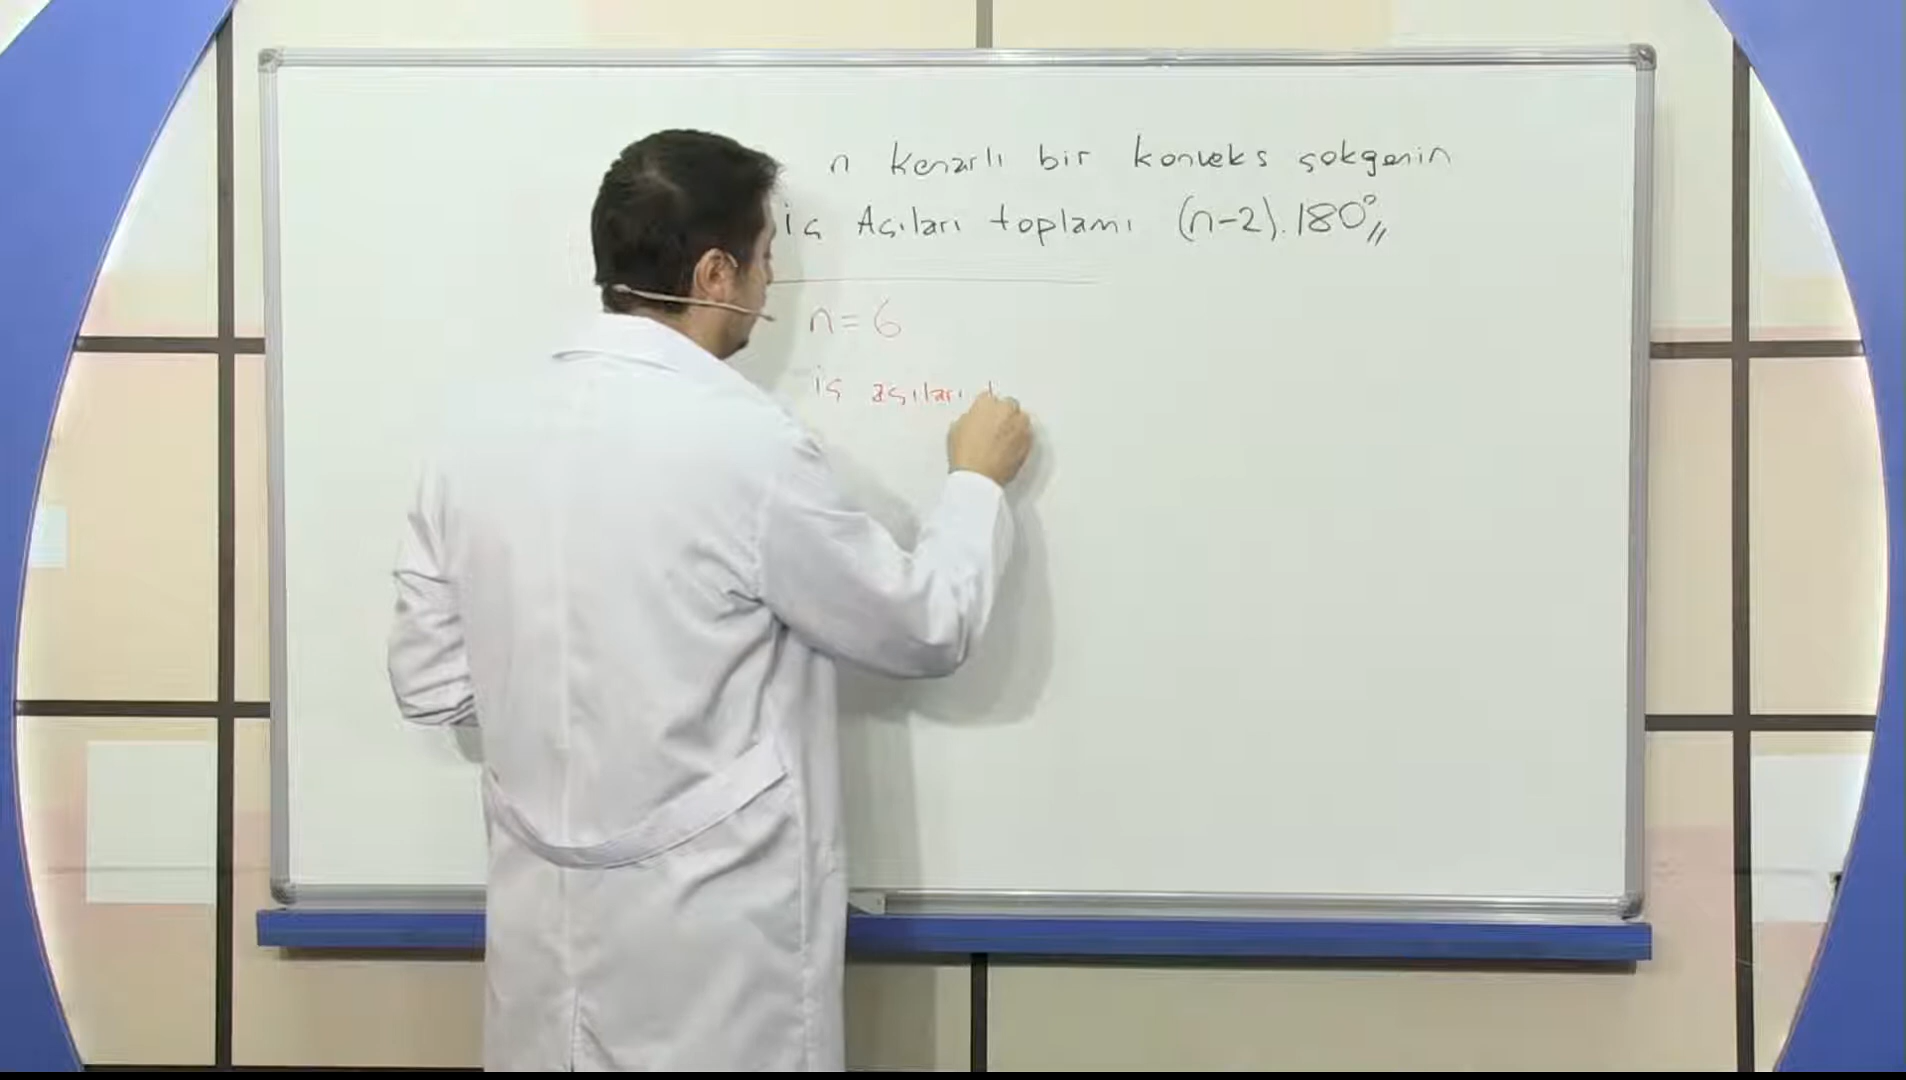 n kenarlı bir konveks çokgenin
iç Açıları toplamı (n-2).180°
n=6
iç açıları t